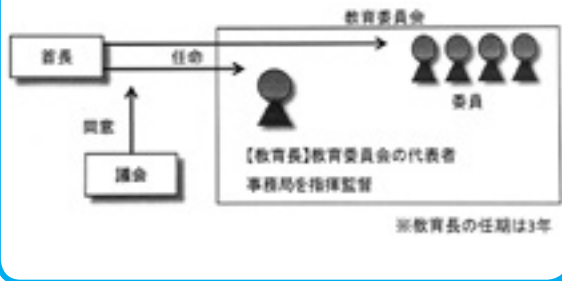 教育委員会
首長
任命
委員
同意
議会
【教育長】教育委員会の代表者
事務局を指揮監督
※教育長の任期は3年